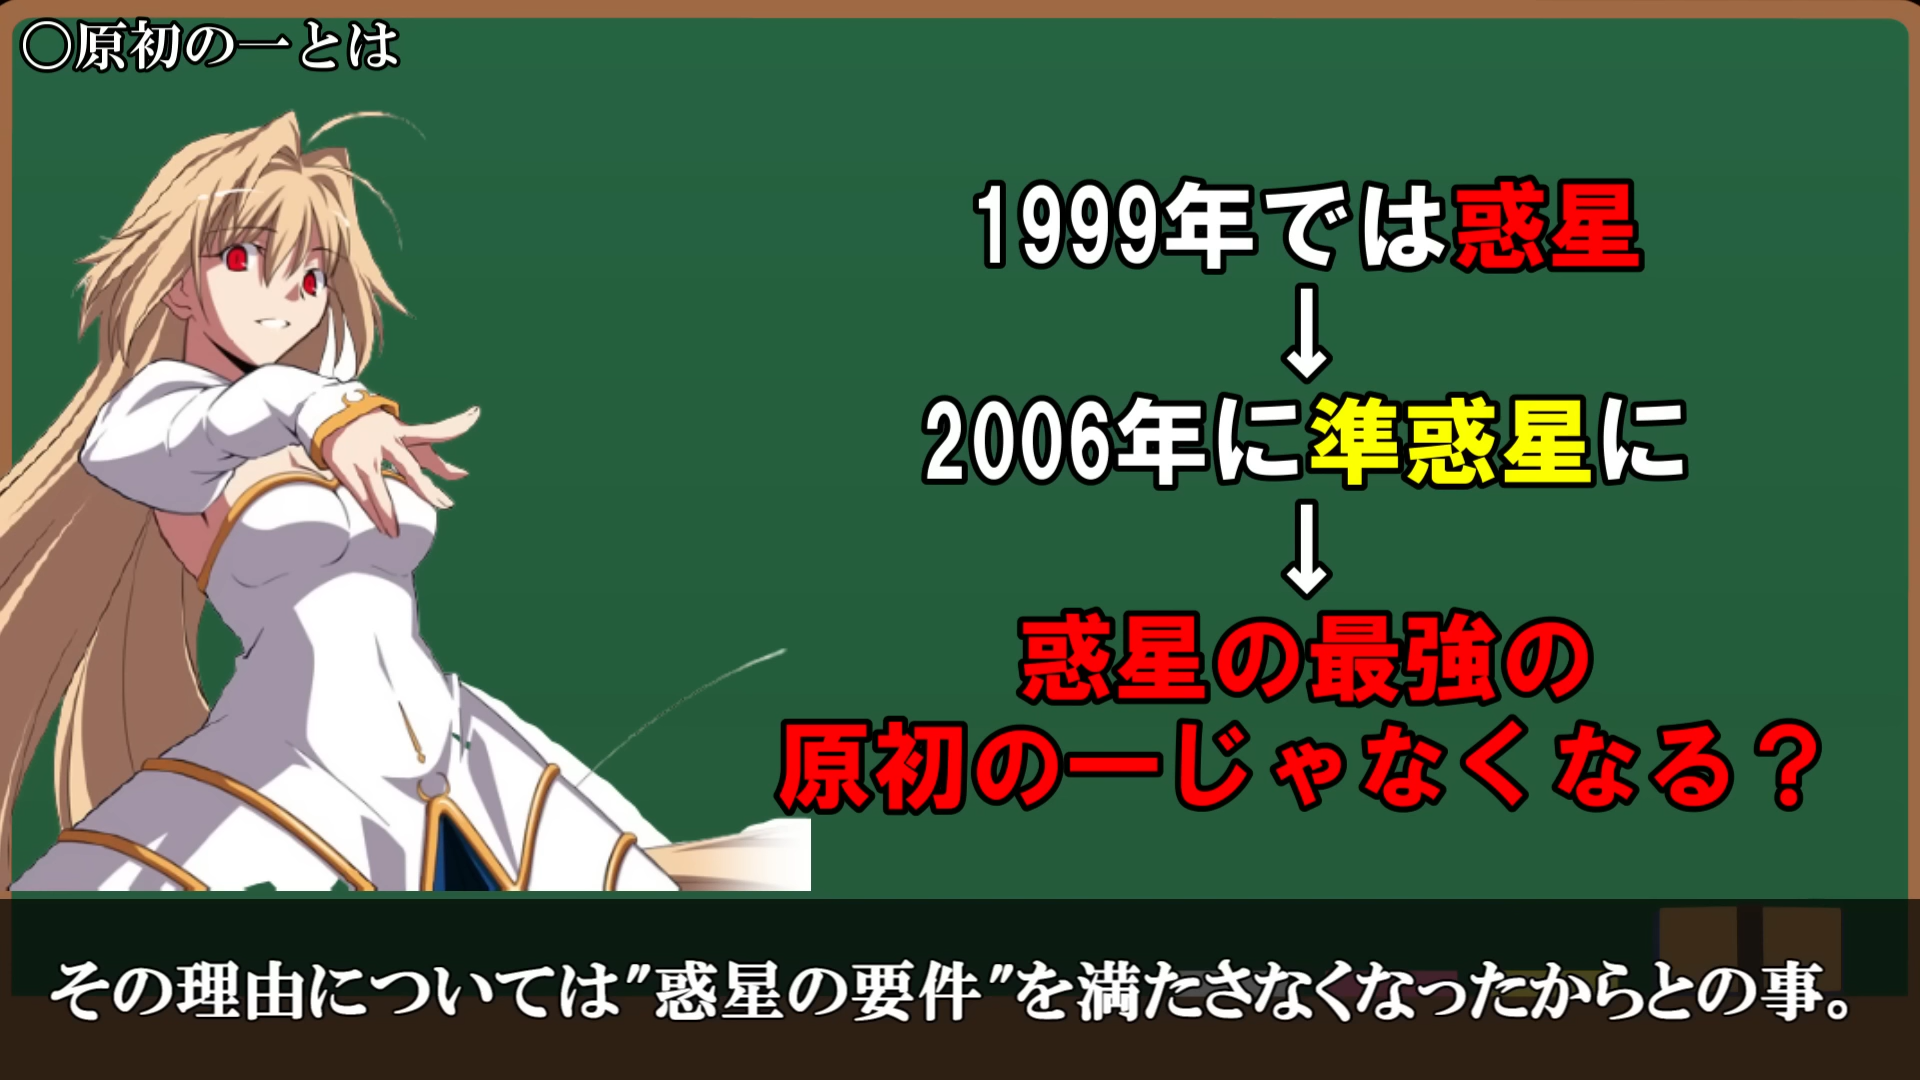 〇原初の一とは
1999年では惑星
↓
2006年に準惑星に
↓
惑星の最強の
原初の一じゃなくなる？
その理由については"惑星の要件"を満たさなくなったからとの事。